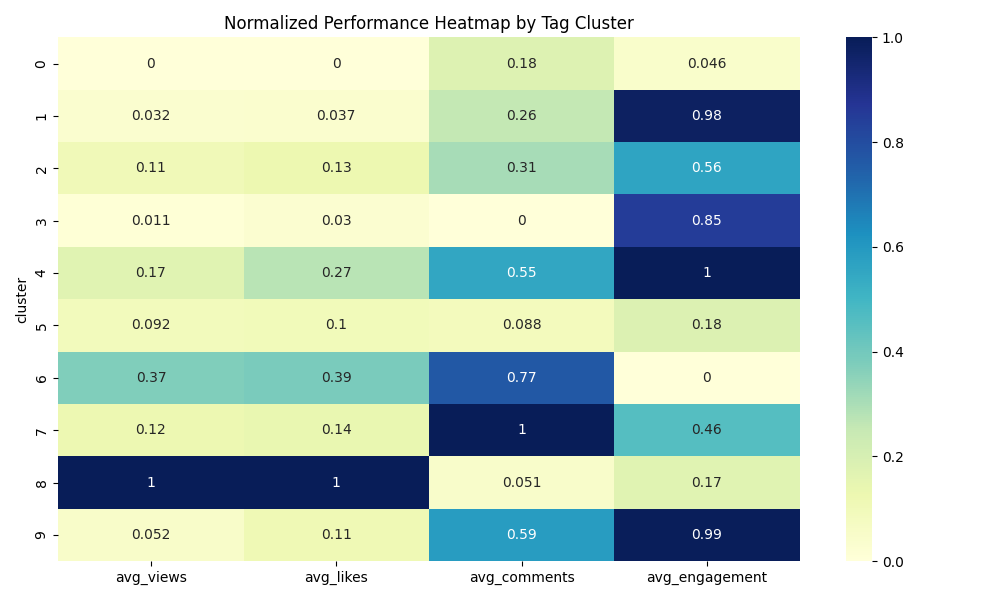 Normalized Performance Heatmap by Tag Cluster
cluster
0 0 0 0.18 0.046
1 0.032 0.037 0.26 0.98
2 0.11 0.13 0.31 0.56
3 0.011 0.03 0 0.85
4 0.17 0.27 0.55 1
5 0.092 0.1 0.088 0.18
6 0.37 0.39 0.77 0
7 0.12 0.14 1 0.46
8 1 1 0.051 0.17
9 0.052 0.11 0.59 0.99
avg_views avg_likes avg_comments avg_engagement
1.0
0.8
0.6
0.4
0.2
0.0